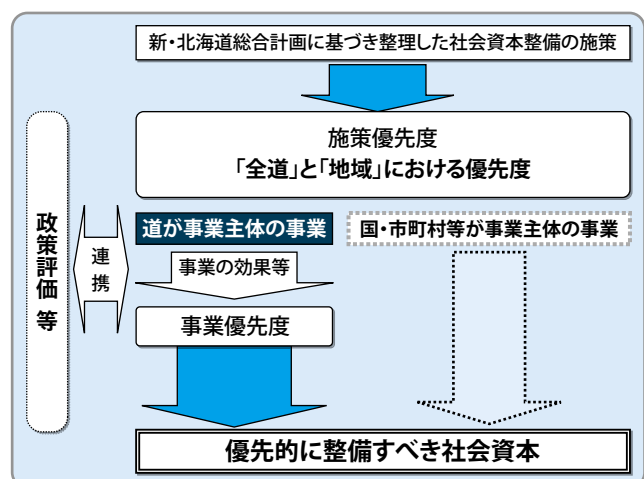 新・北海道総合計画に基づき整理した社会資本整備の施策
施策優先度
「全道」と「地域」における優先度
政策評価 等
連携
道が事業主体の事業
国・市町村等が事業主体の事業
事業の効果等
事業優先度
優先的に整備すべき社会資本